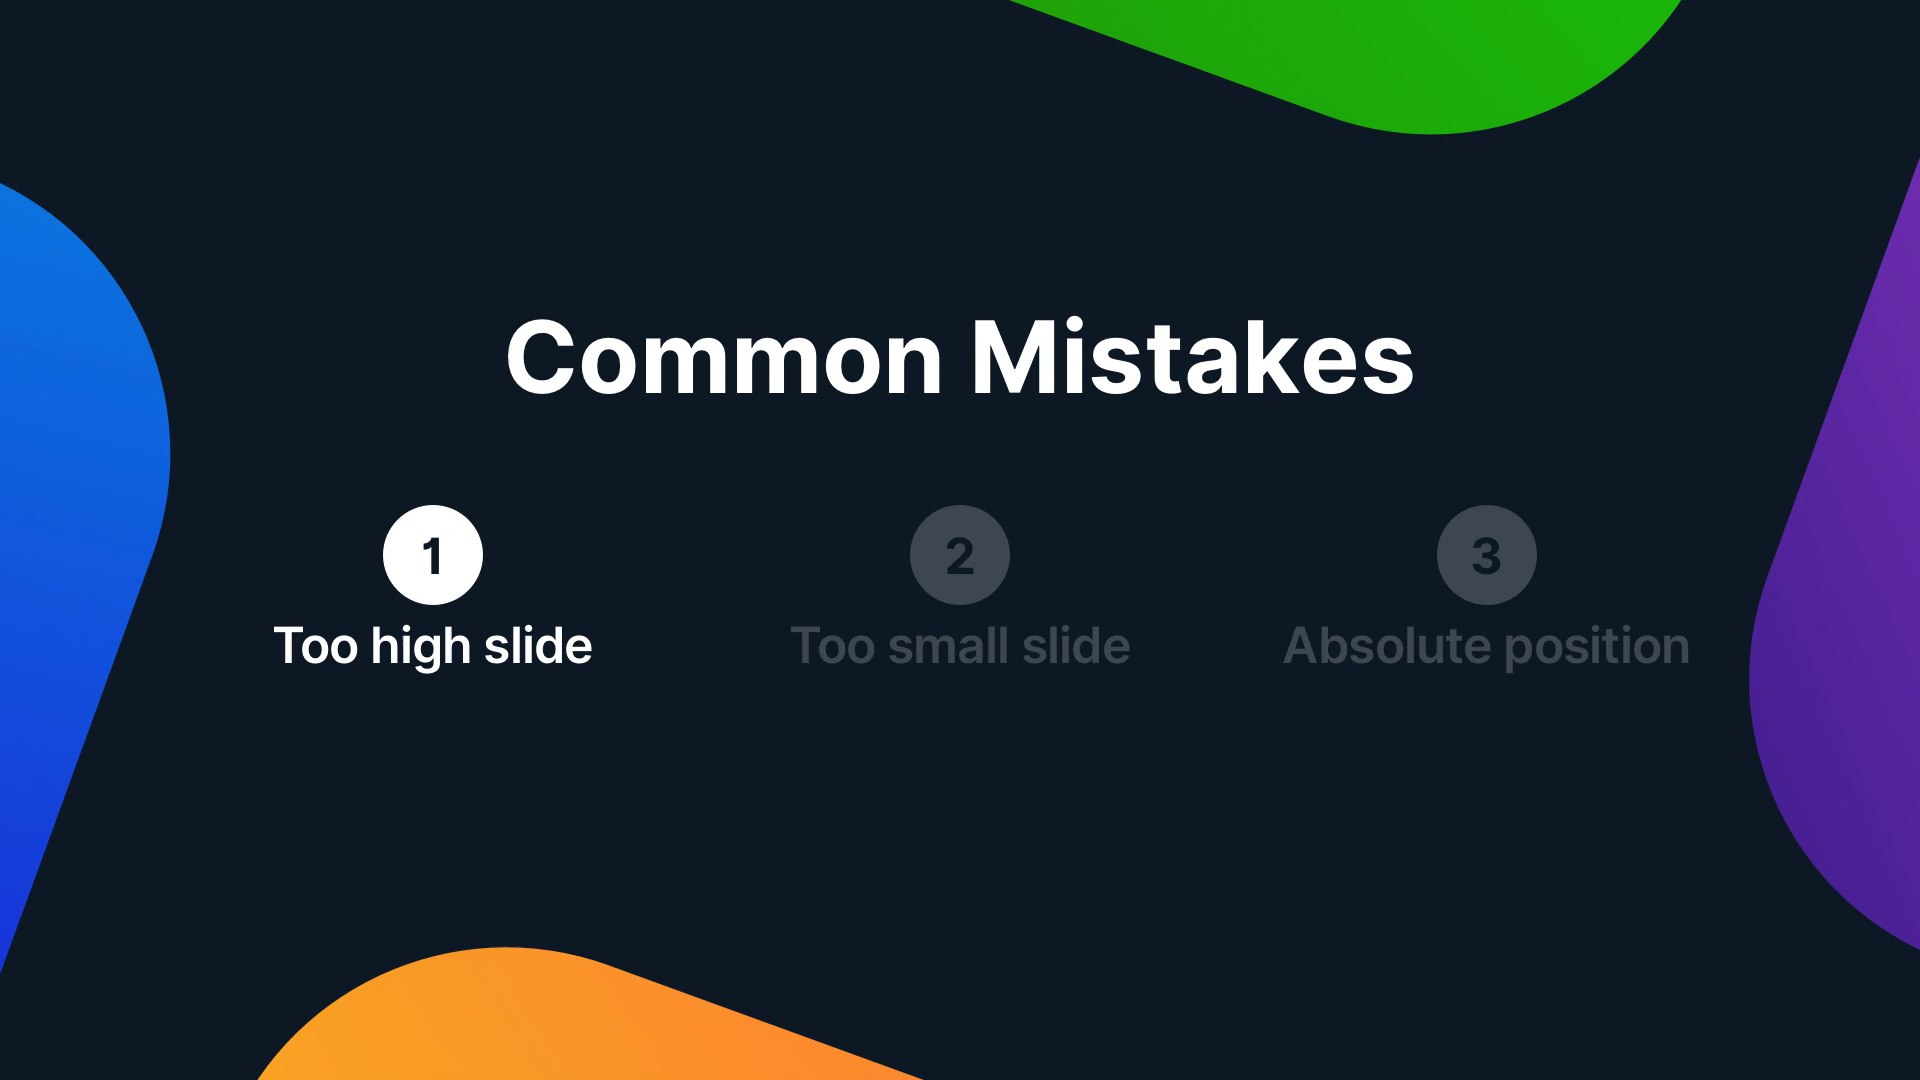 Common Mistakes
1
Too high slide
2
Too small slide
3
Absolute position